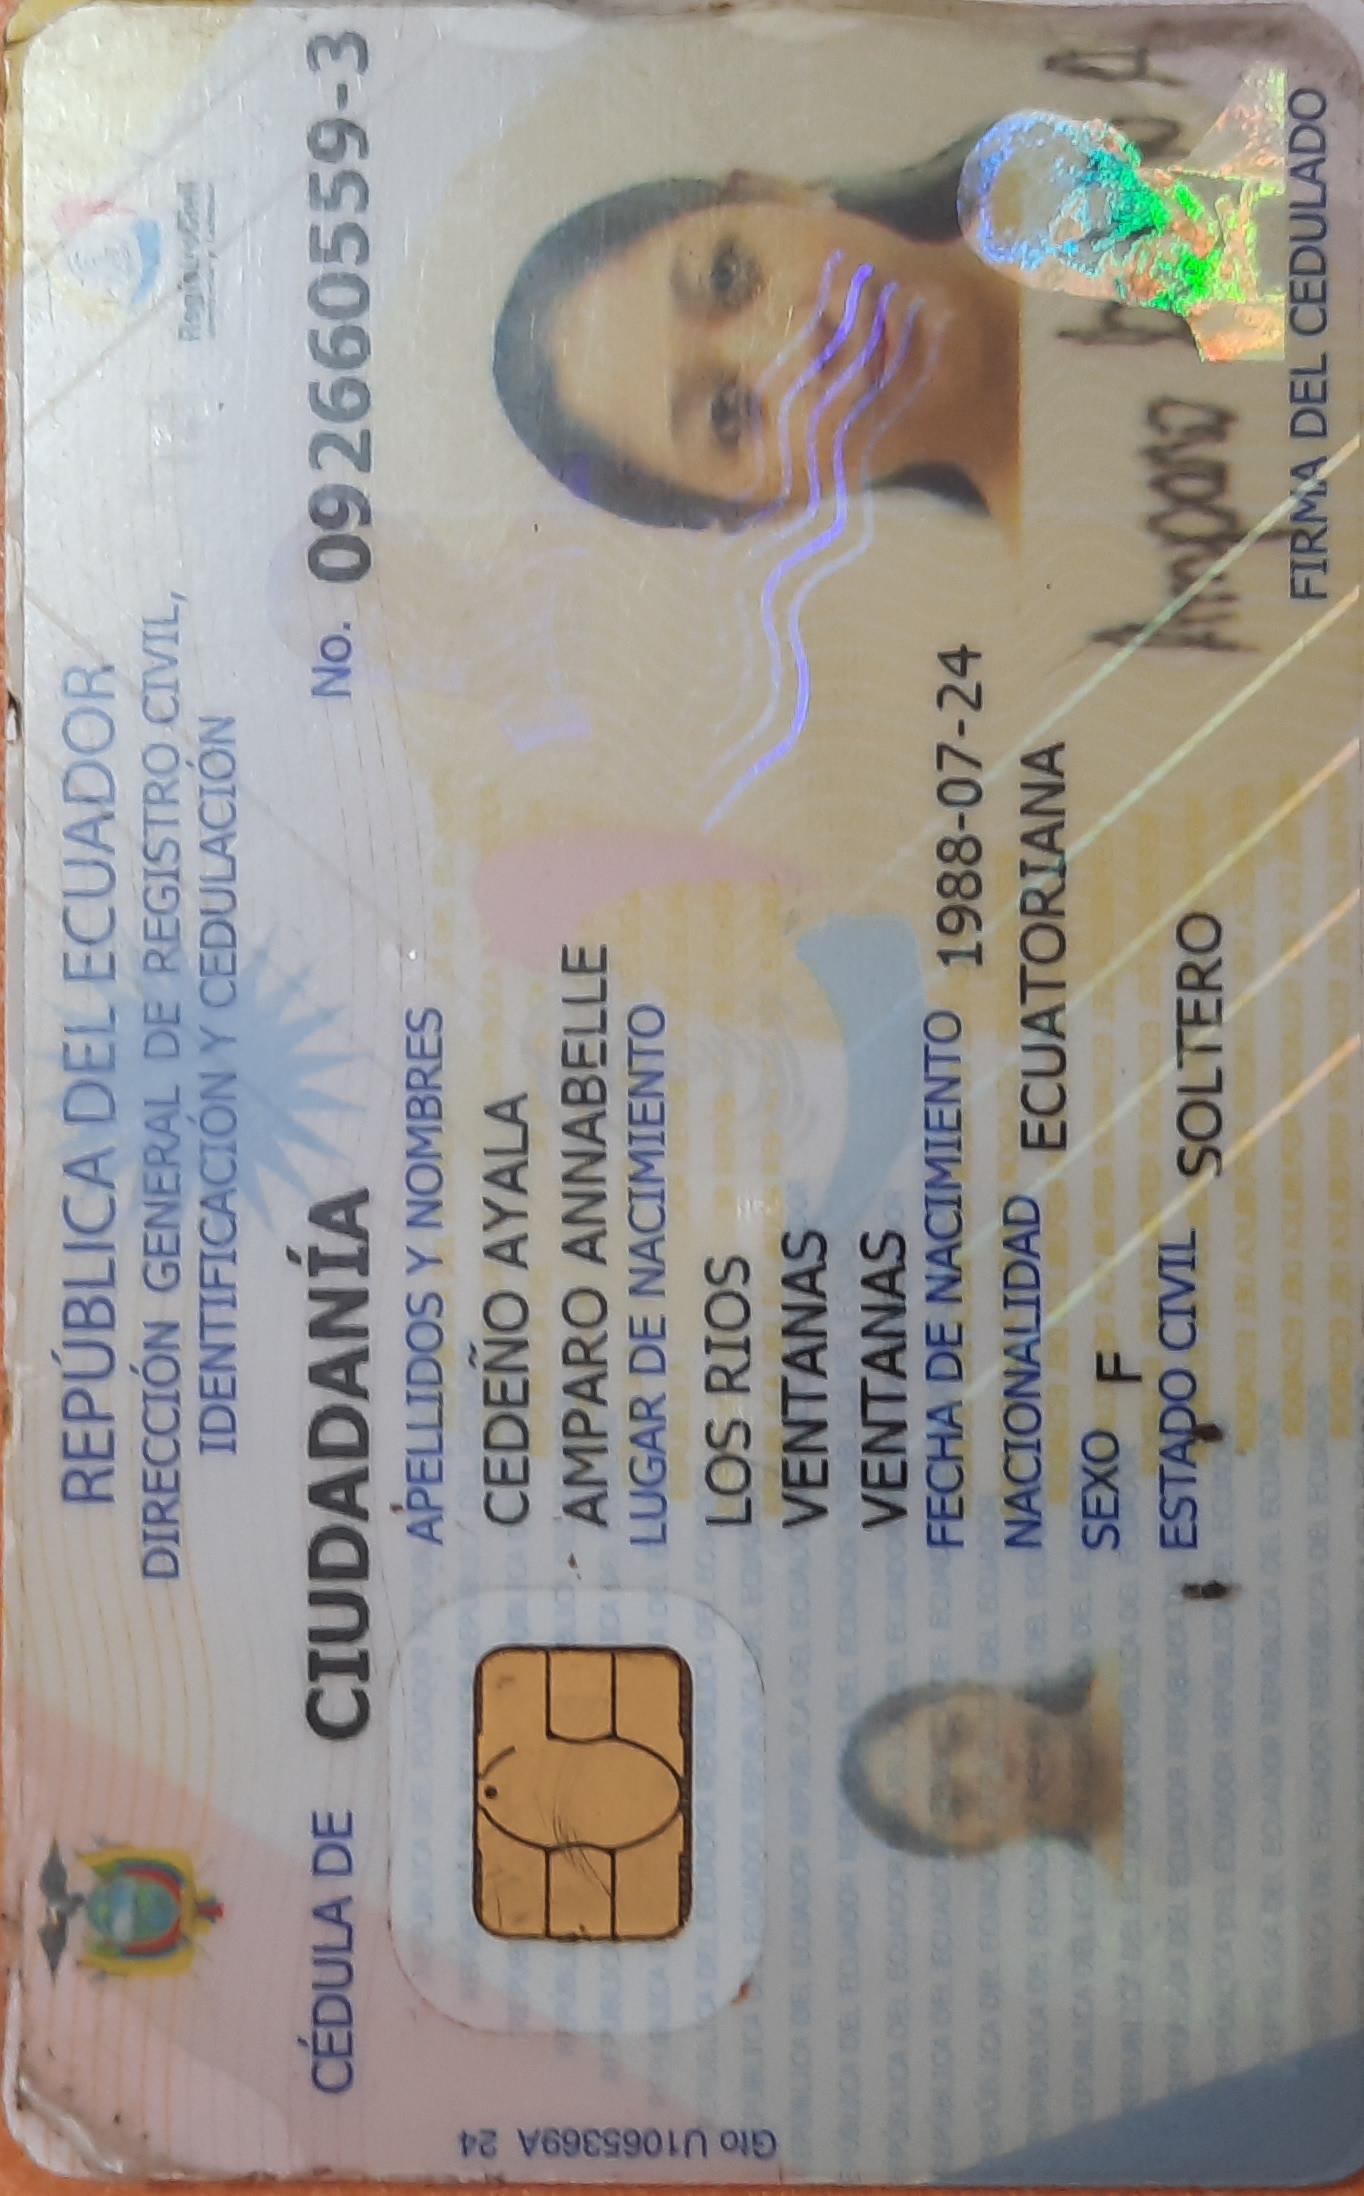 REPÚBLICA DEL ECUADOR
DIRECCIÓN GENERAL DE REGISTRO CIVIL,
IDENTIFICACIÓN Y CEDULACIÓN
RegistroCivil
CÉDULA DE CIUDADANÍA
No. 092660559-3
APELLIDOS Y NOMBRES
CEDEÑO AYALA
AMPARO ANNABELLE
LUGAR DE NACIMIENTO
LOS RIOS
VENTANAS
VENTANAS
FECHA DE NACIMIENTO 1988-07-24
NACIONALIDAD ECUATORIANA
SEXO F
ESTADO CIVIL SOLTERO
Amparo
A
FIRMA DEL CEDULADO
Gto U1065369A 24